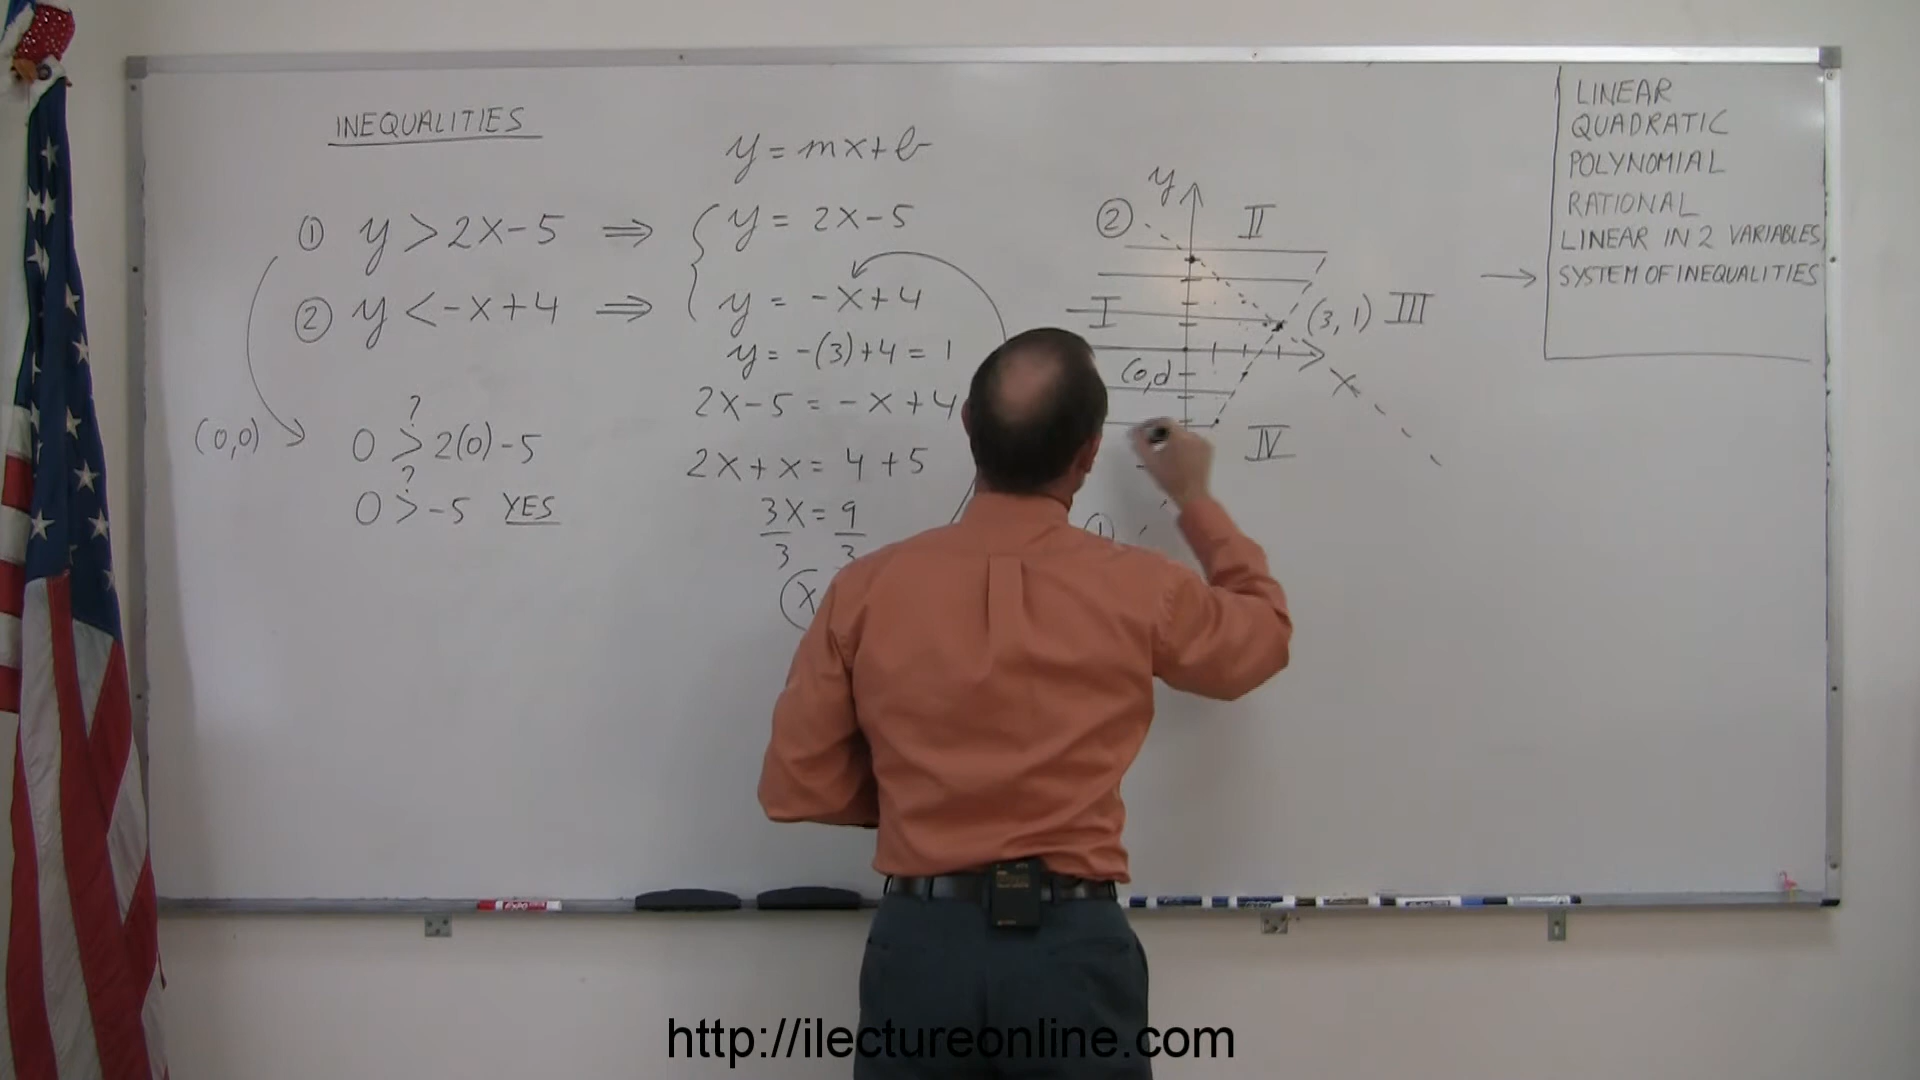 INEQUALITIES
① y > 2x - 5 ⇒
② y < -x + 4 ⇒
(0,0)
?
0 > 2(0) - 5
?
0 > -5 YES
y = mx + b
y = 2x - 5
y = -x + 4
y = -(3) + 4 = 1
2x - 5 = -x + 4
2x + x = 4 + 5
3x = 9
3 3
x
y
② II
I (3, 1) III
x
IV
①
LINEAR
QUADRATIC
POLYNOMIAL
RATIONAL
LINEAR IN 2 VARIABLES
→ SYSTEM OF INEQUALITIES
EXPO
http://ilectureonline.com